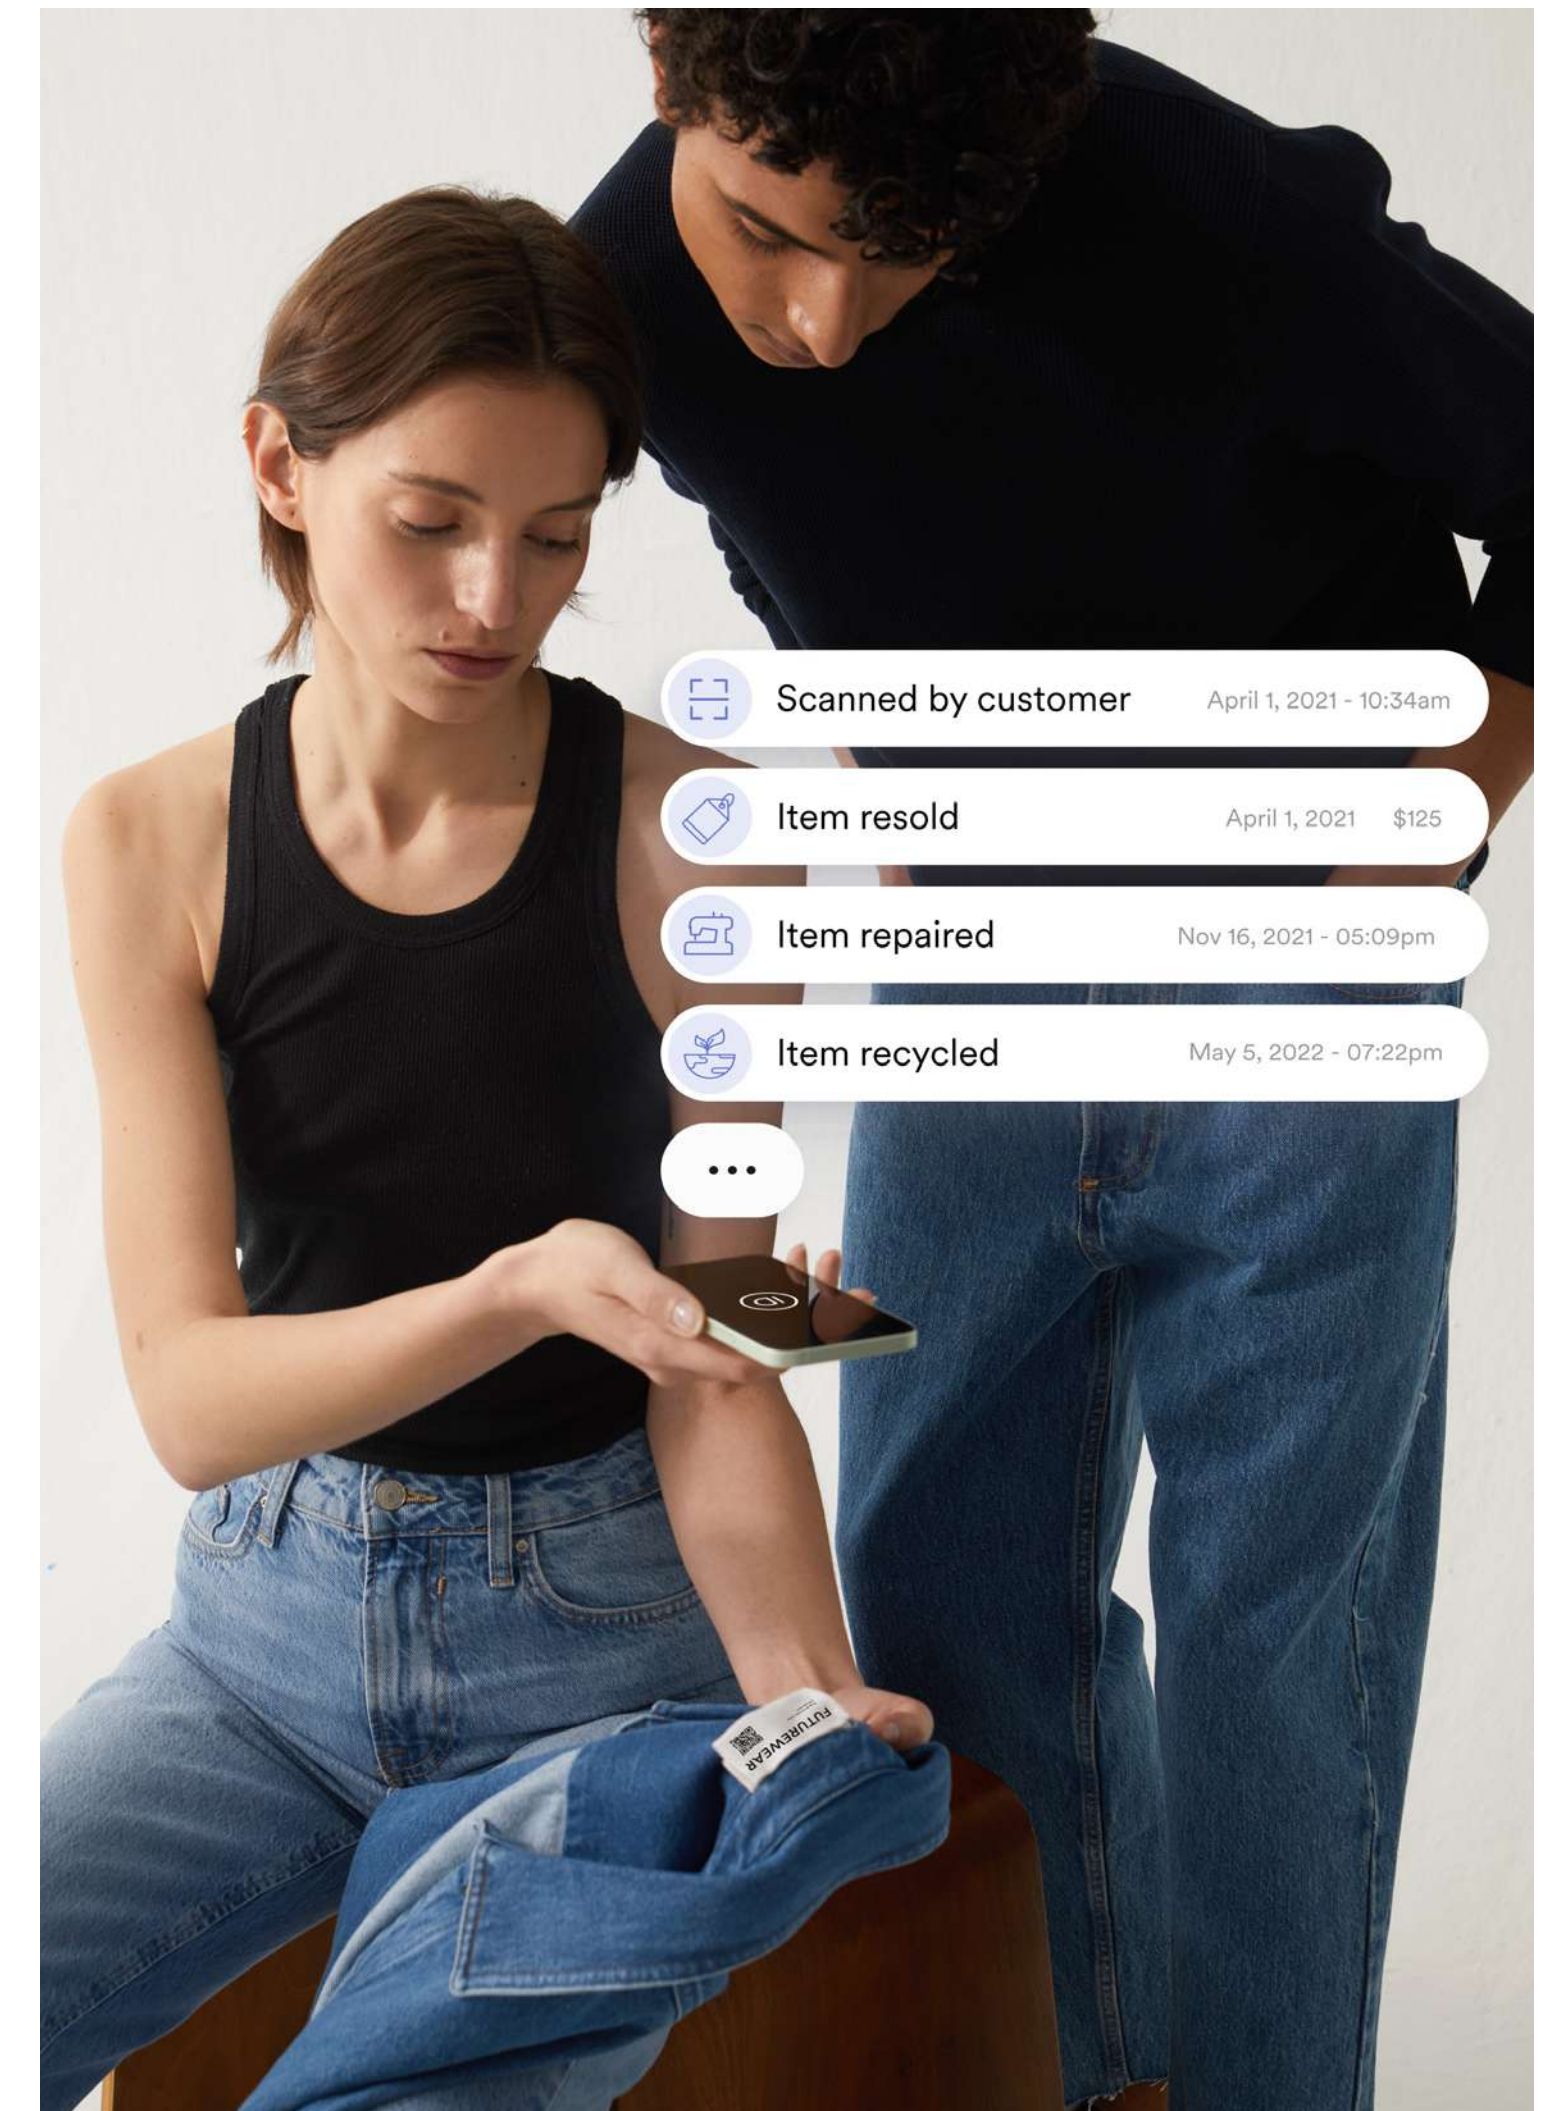 Scanned by customer April 1, 2021 - 10:34am
Item resold April 1, 2021 $125
Item repaired Nov 16, 2021 - 05:09pm
Item recycled May 5, 2022 - 07:22pm
•••
ID
FUTUREWEAR